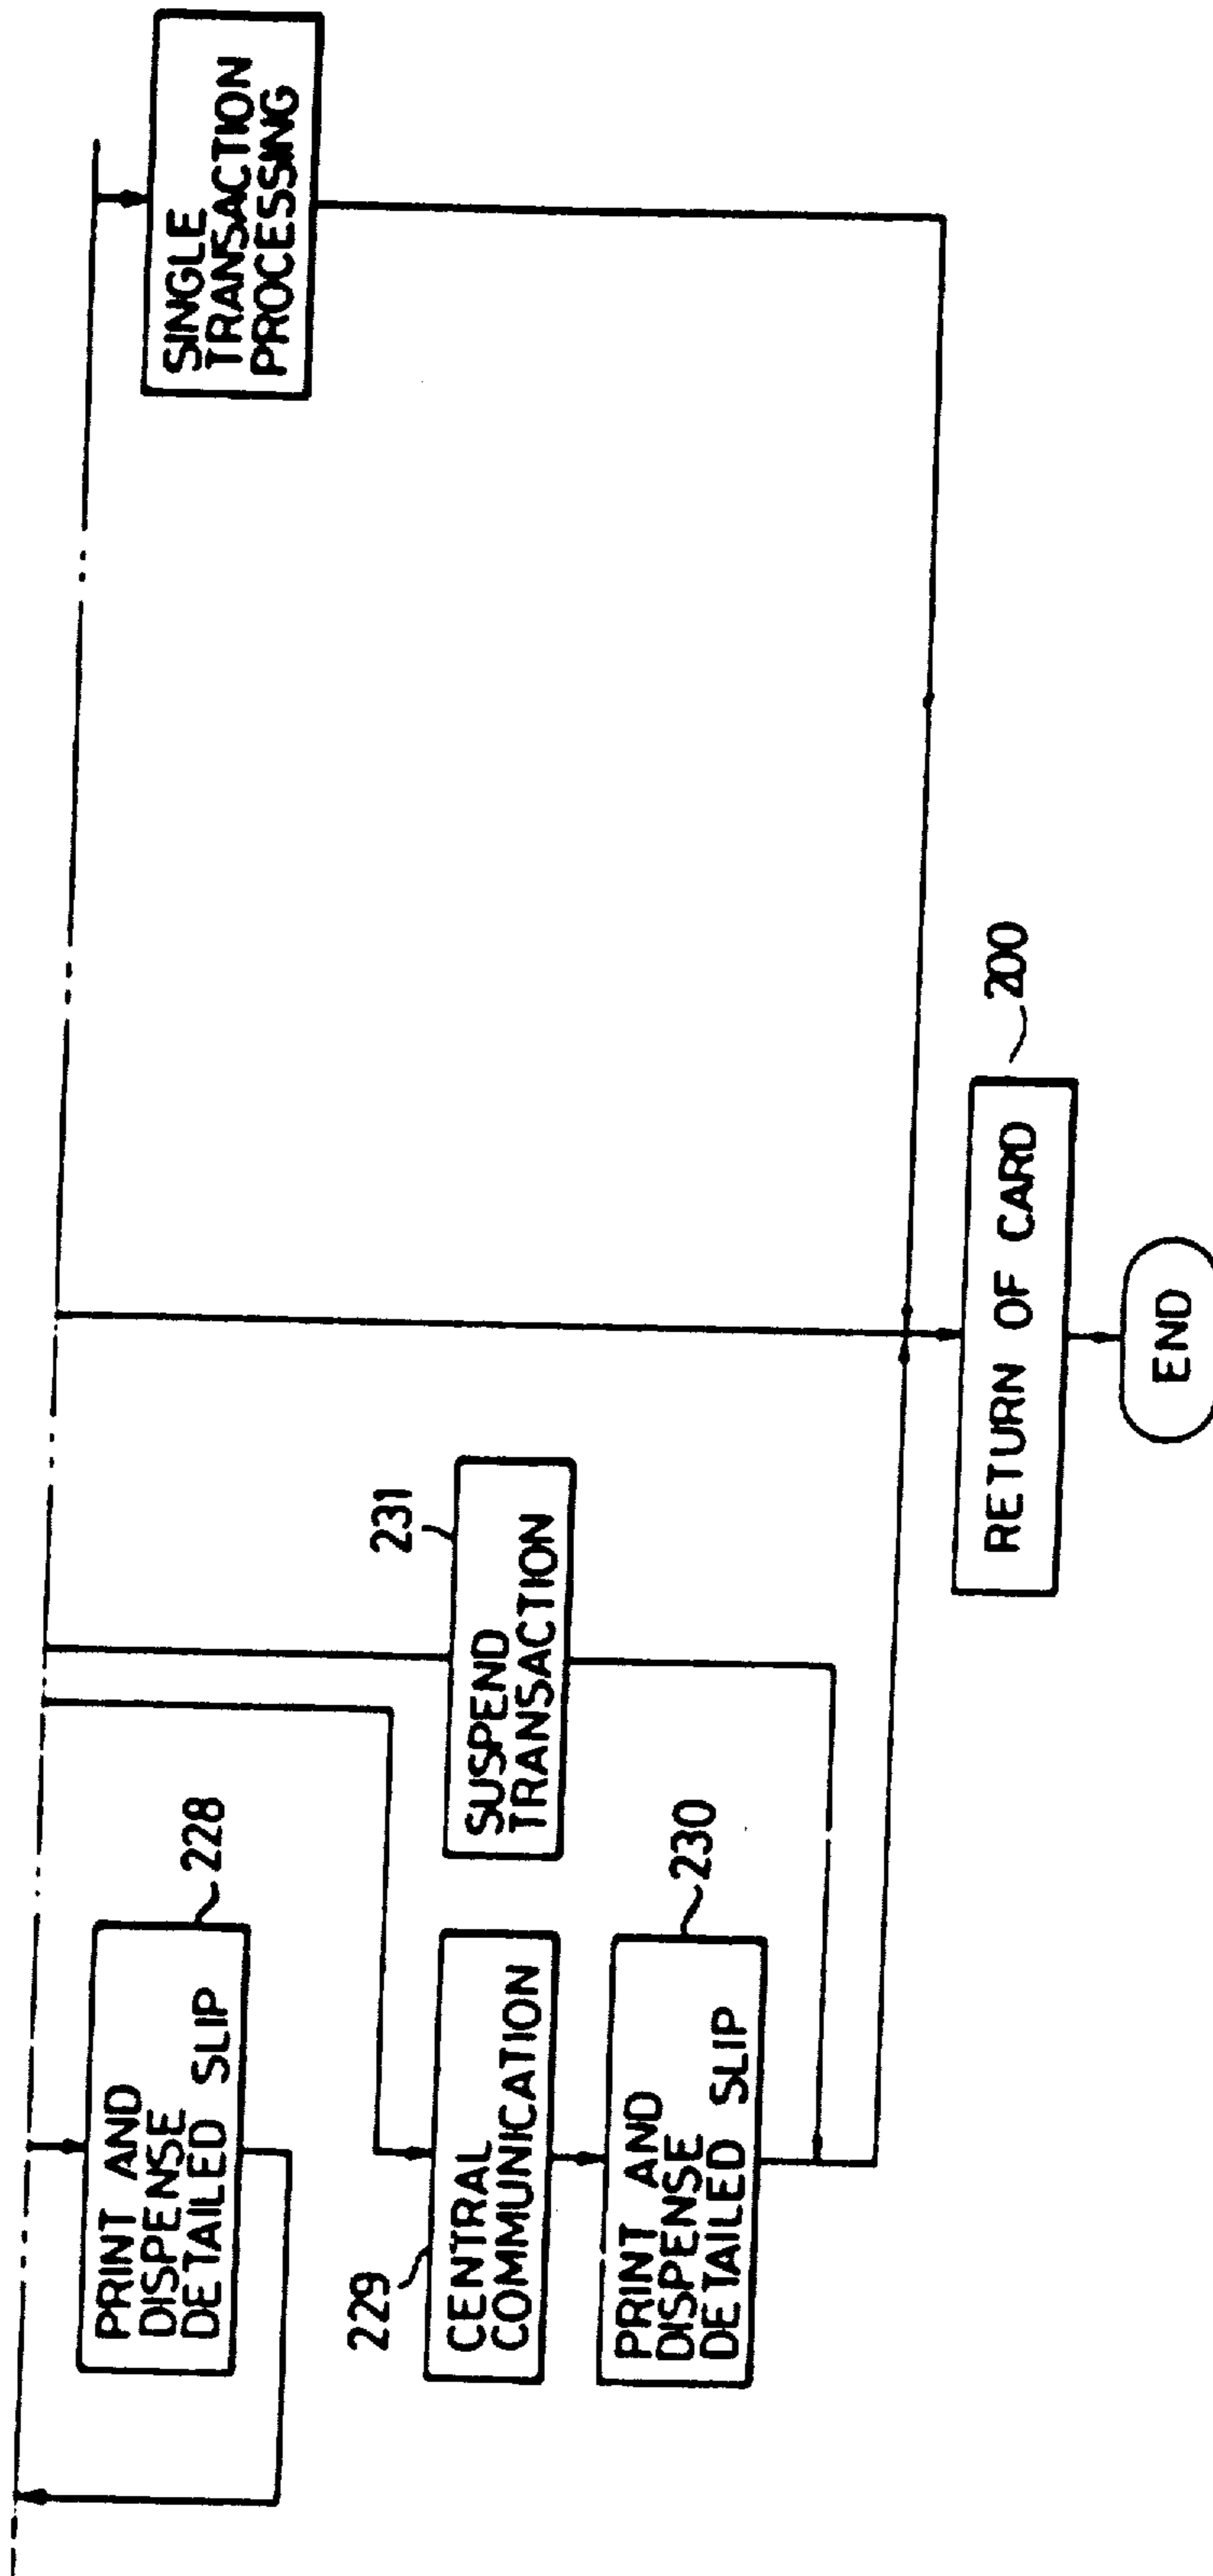 PRINT AND
DISPENSE
DETAILED SLIP
228
SINGLE
TRANSACTION
PROCESSING
229
CENTRAL
COMMUNICATION
231
SUSPEND
TRANSACTION
PRINT AND
DISPENSE
DETAILED SLIP
230
RETURN OF CARD
200
END